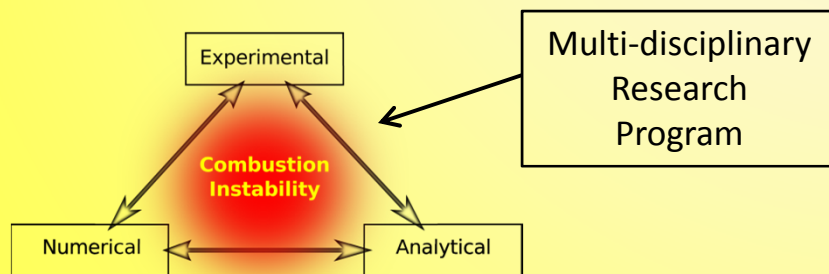 Experimental
Multi-disciplinary
Research
Program
Combustion
Instability
Numerical
Analytical